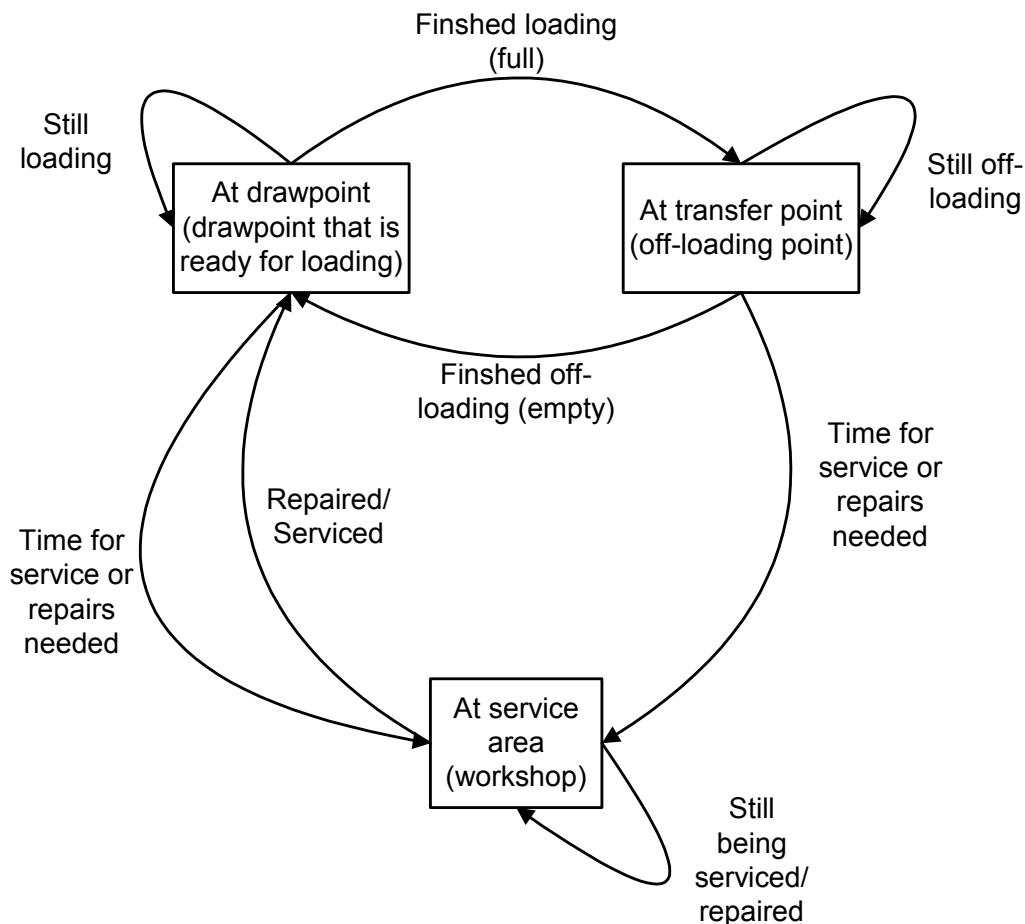 Finshed loading
(full)
Still
loading
Still off-
loading
At drawpoint
(drawpoint that is
ready for loading)
At transfer point
(off-loading point)
Finshed off-
loading (empty)
Time for
service or
repairs
needed
Repaired/
Serviced
Time for
service or
repairs
needed
At service
area
(workshop)
Still
being
serviced/
repaired